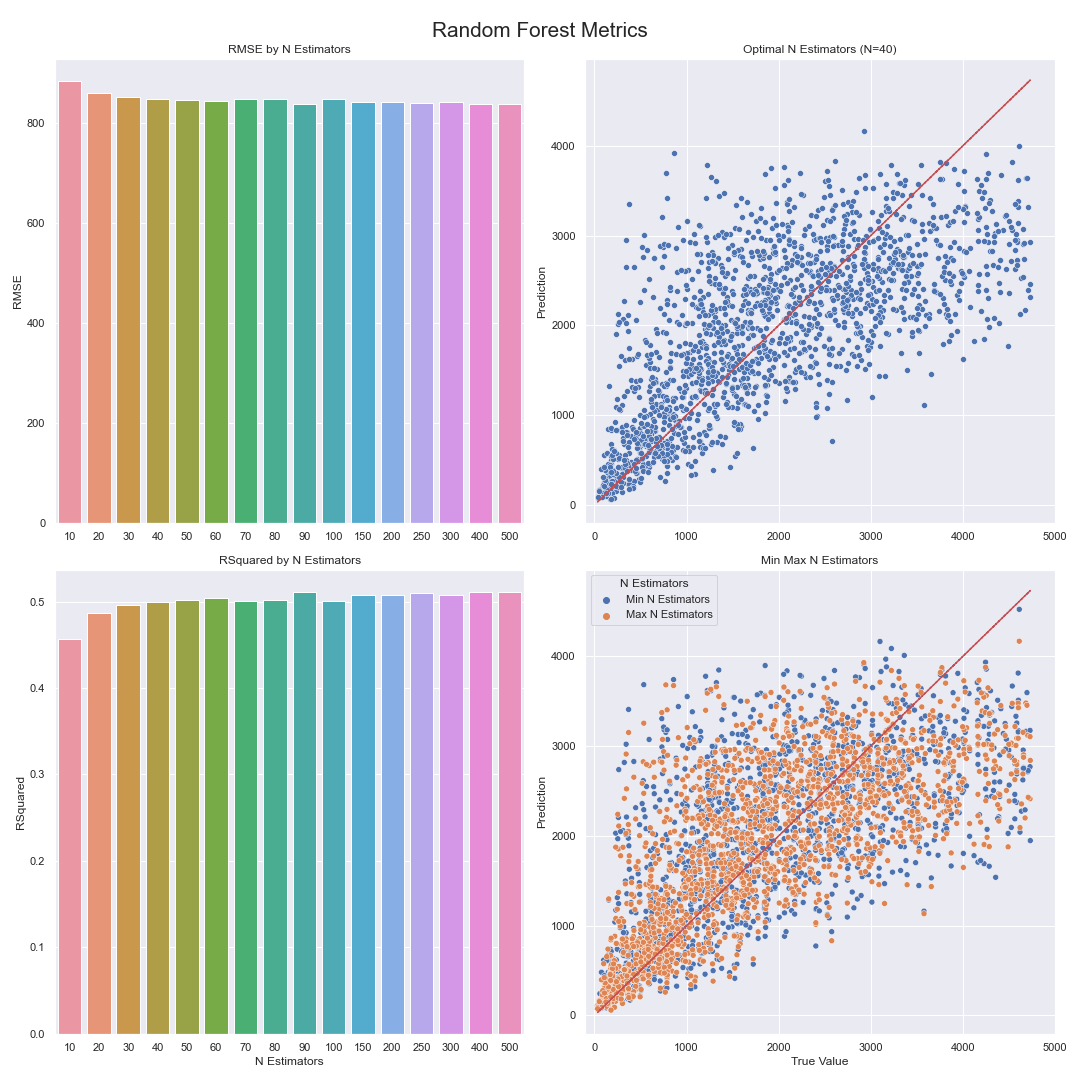 Random Forest Metrics
RMSE by N Estimators
RMSE
800
600
400
200
0
10 20 30 40 50 60 70 80 90 100 150 200 250 300 400 500
Optimal N Estimators (N=40)
Prediction
4000
3000
2000
1000
0
0 1000 2000 3000 4000 5000
RSquared by N Estimators
RSquared
0.5
0.4
0.3
0.2
0.1
0.0
10 20 30 40 50 60 70 80 90 100 150 200 250 300 400 500
N Estimators
Min Max N Estimators
N Estimators
Min N Estimators
Max N Estimators
Prediction
4000
3000
2000
1000
0
0 1000 2000 3000 4000 5000
True Value